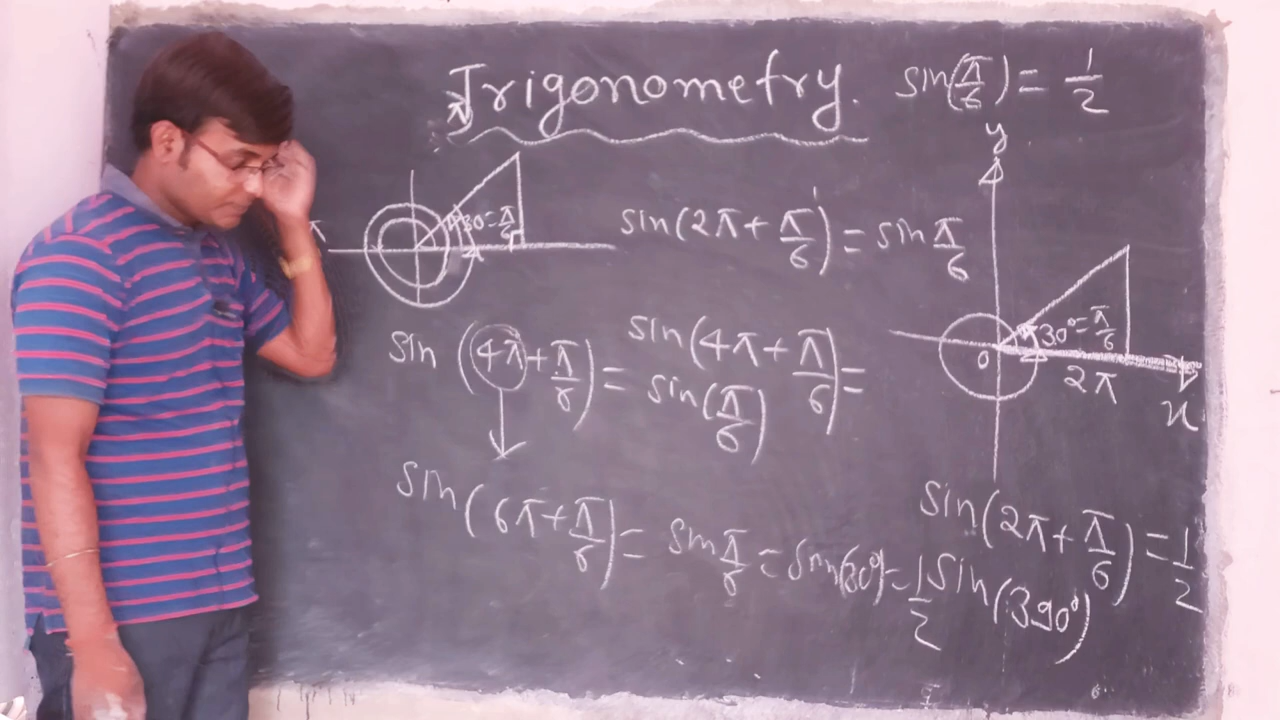 Trigonometry.
sin(π/6) = 1/2
y
30 = π/6
sin(2π + π/6) = sin π/6
30° = π/6
0
2π
x
sin (4π + π/6) = sin(π/6)
sin(4π + π/6) =
sin (6π + π/6) = sin π/6 = sin(30°) = 1/2
sin(2π + π/6) = 1/2
sin(390°)